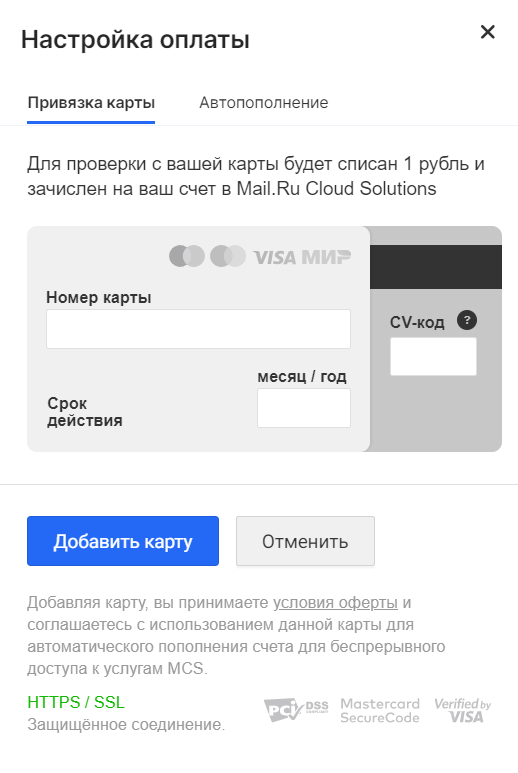 Настройка оплаты
Привязка карты Автопополнение
Для проверки с вашей карты будет списан 1 рубль и
зачислен на ваш счет в Mail.Ru Cloud Solutions
VISA МИР
Номер карты
CV-код ?
месяц / год
Срок
действия
Добавить карту Отменить
Добавляя карту, вы принимаете условия оферты и
соглашаетесь с использованием данной карты для
автоматического пополнения счета для беспрерывного
доступа к услугам MCS.
HTTPS / SSL
Защищённое соединение.
PCI DSS
COMPLIANT
Mastercard
SecureCode
Verified by
VISA